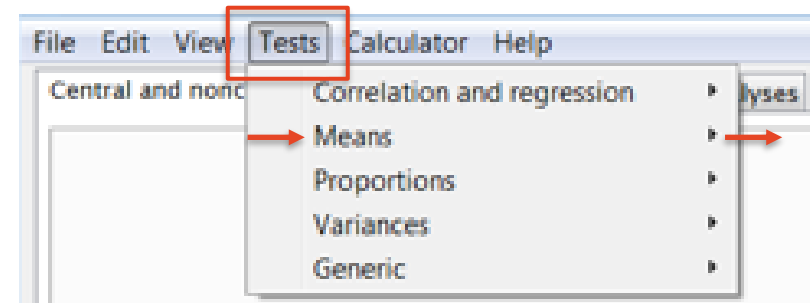 File Edit View Tests Calculator Help
Central and nonc lyses
Correlation and regression
Means
Proportions
Variances
Generic